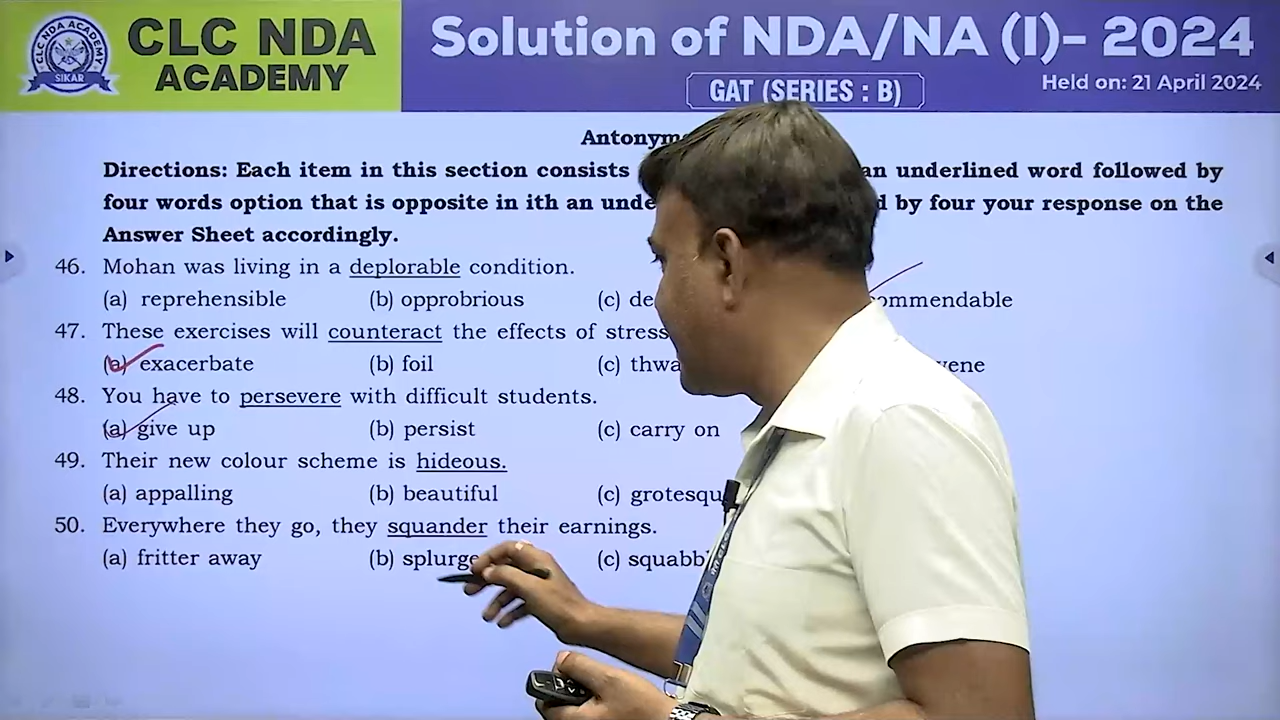 CLC NDA ACADEMY
SIKAR
CLC NDA
ACADEMY
Solution of NDA/NA (I)- 2024
GAT (SERIES : B)
Held on: 21 April 2024
Directions: Each item in this section consists an underlined word followed by
four words option that is opposite in ith an by four your response on the
Answer Sheet accordingly.
46. Mohan was living in a deplorable condition.
(a) reprehensible (b) opprobrious (c) commendable
47. These exercises will counteract the effects of stress
(a) exacerbate (b) foil (c)
48. You have to persevere with difficult students.
(a) give up (b) persist (c) carry on
49. Their new colour scheme is hideous.
(a) appalling (b) beautiful (c)
50. Everywhere they go, they squander their earnings.
(a) fritter away (b) splurge (c)